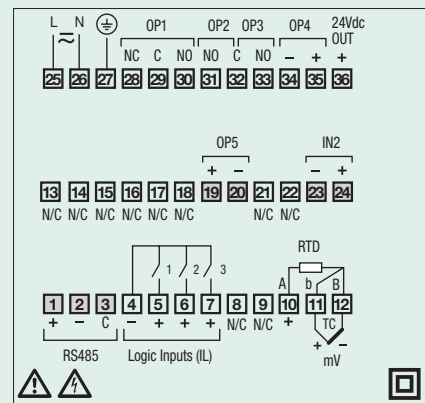 L N OP1 OP2 OP3 OP4 24Vdc OUT
NC C NO NO C NO − + +
25 26 27 28 29 30 31 32 33 34 35 36
OP5 IN2
+ − − +
13 14 15 16 17 18 19 20 21 22 23 24
N/C N/C N/C N/C N/C N/C N/C N/C
RTD
1 2 3
A b B
1 2 3 4 5 6 7 8 9 10 11 12
+ − C − + + + N/C N/C + TC
+ −
RS485 Logic Inputs (IL) mV